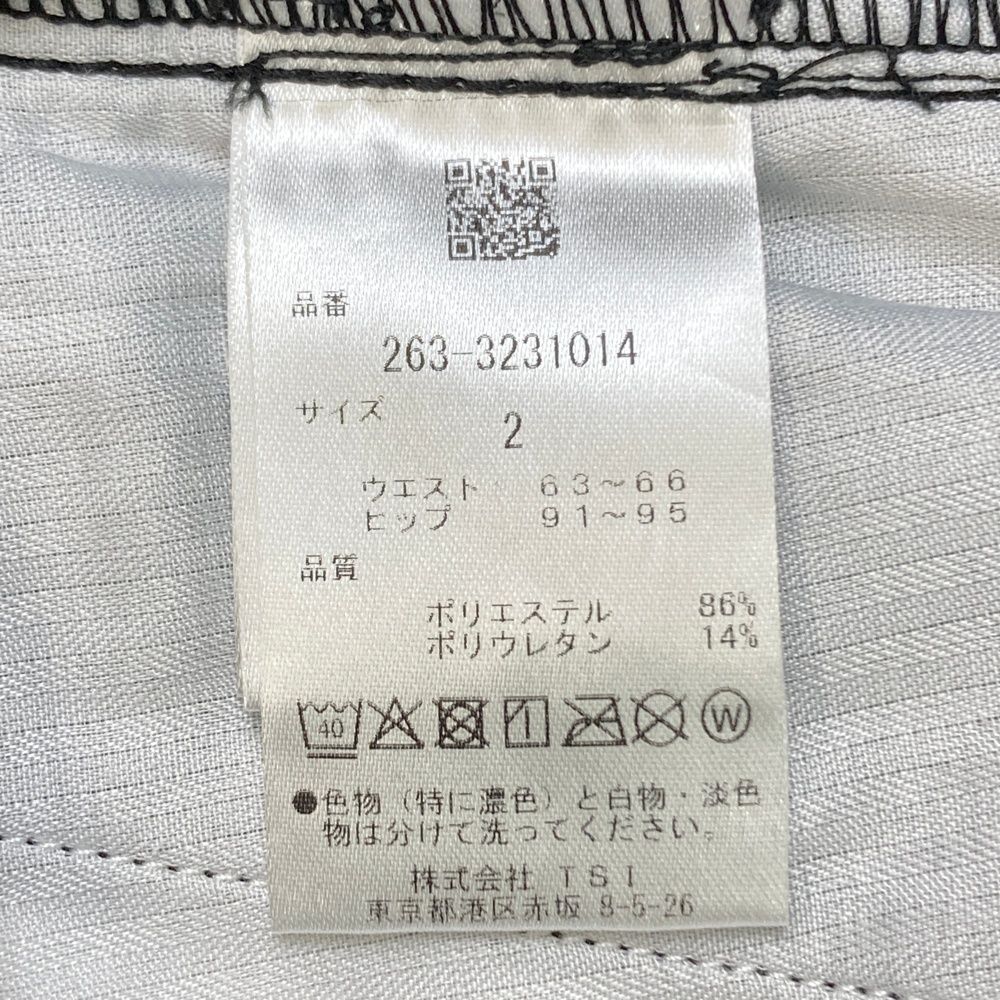 品番
263-3231014
サイズ
2
ウエスト 63~66
ヒップ 91~95
品質
ポリエステル 86%
ポリウレタン 14%
40
W
●色物(特に濃色)と白物・淡色
物は分けて洗ってください。
株式会社 TSI
東京都港区赤坂 8-5-26